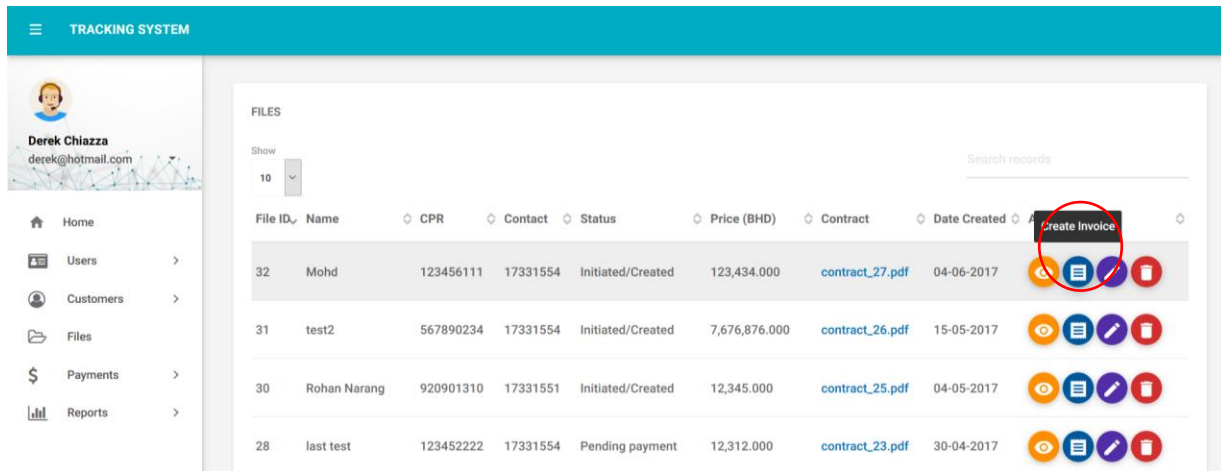 TRACKING SYSTEM
Derek Chiazza
derek@hotmail.com
Home
Users
Customers
Files
Payments
Reports
FILES
Show
10
Search records
File ID Name CPR Contact Status Price (BHD) Contract Date Created
Create Invoice
32 Mohd 123456111 17331554 Initiated/Created 123,434.000 contract_27.pdf 04-06-2017
31 test2 567890234 17331554 Initiated/Created 7,676,876.000 contract_26.pdf 15-05-2017
30 Rohan Narang 920901310 17331551 Initiated/Created 12,345.000 contract_25.pdf 04-05-2017
28 last test 123452222 17331554 Pending payment 12,312.000 contract_23.pdf 30-04-2017